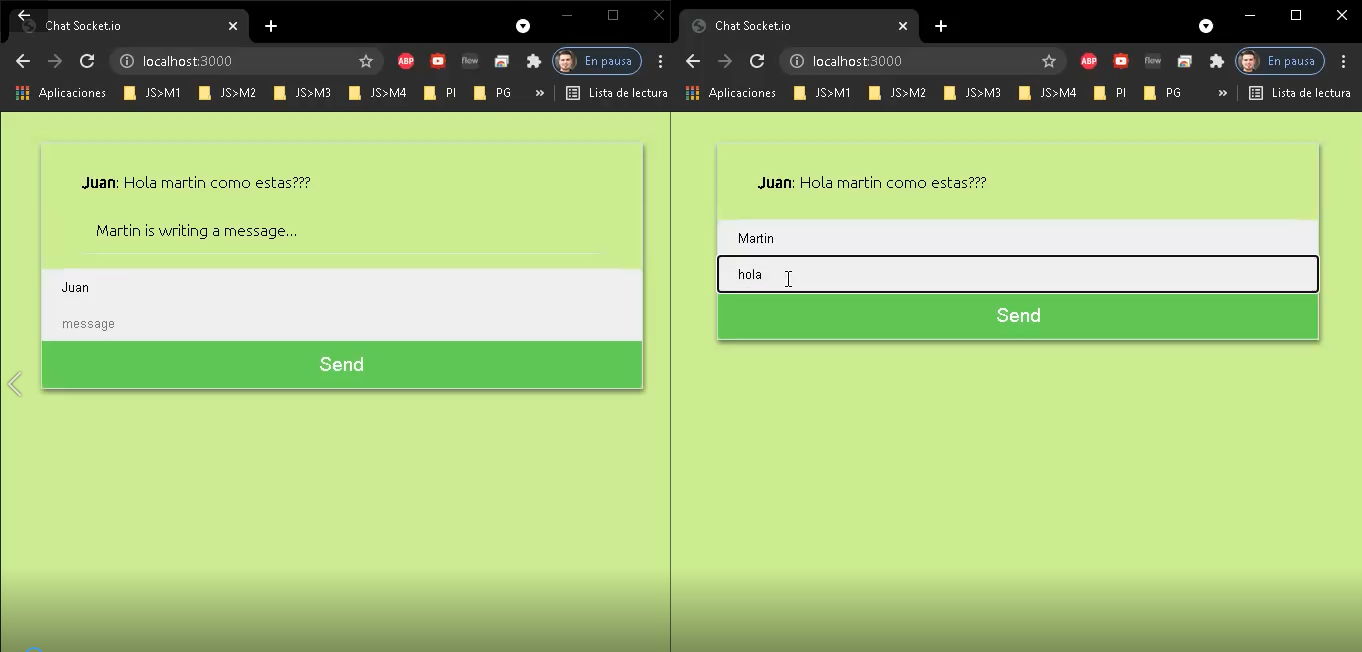 Chat Socket.io
localhost:3000
ABP
flow
En pausa
Aplicaciones JS>M1 JS>M2 JS>M3 JS>M4 PI PG » Lista de lectura
Juan: Hola martin como estas???
Martin is writing a message...
Juan
message
Send
Chat Socket.io
localhost:3000
ABP
flow
En pausa
Aplicaciones JS>M1 JS>M2 JS>M3 JS>M4 PI PG » Lista de lectura
Juan: Hola martin como estas???
Martin
hola
Send